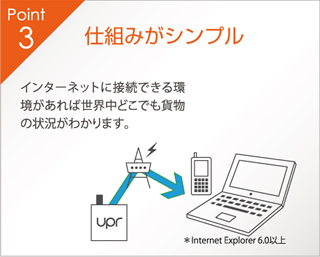 Point
3
仕組みがシンプル
インターネットに接続できる環
境があれば世界中どこでも貨物
の状況がわかります。
upr
＊Internet Explorer 6.0以上